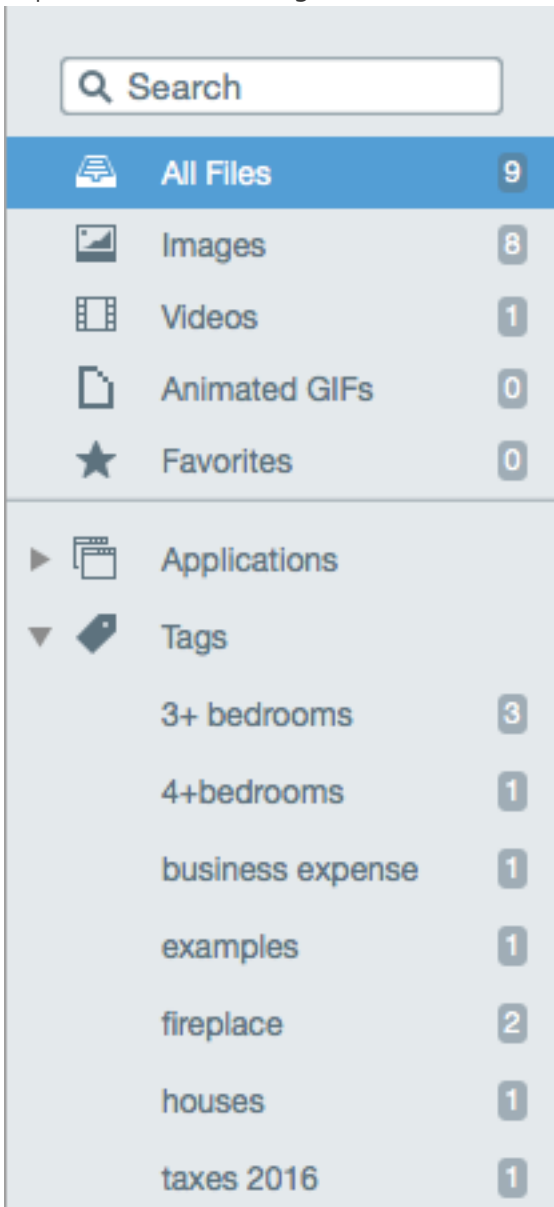 Search
All Files 9
Images 8
Videos 1
Animated GIFs 0
Favorites 0
Applications
Tags
3+ bedrooms 3
4+bedrooms 1
business expense 1
examples 1
fireplace 2
houses 1
taxes 2016 1